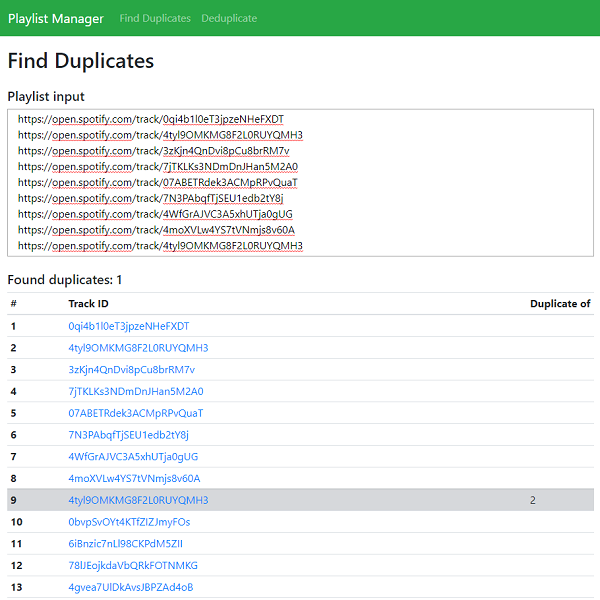 Playlist Manager Find Duplicates Deduplicate
Find Duplicates
Playlist input
https://open.spotify.com/track/0qi4b1l0eT3jpzeNHeFXDT
https://open.spotify.com/track/4tyl9OMKMG8F2L0RUYQMH3
https://open.spotify.com/track/3zKjn4QnDvi8pCu8brRM7v
https://open.spotify.com/track/7jTKLKs3NDmDnJHan5M2A0
https://open.spotify.com/track/07ABETRdek3ACMpRPvQuaT
https://open.spotify.com/track/7N3PAbqfTjSEU1edb2tY8j
https://open.spotify.com/track/4WfGrAJVC3A5xhUTja0gUG
https://open.spotify.com/track/4moXVLw4YS7tVNmjs8v60A
https://open.spotify.com/track/4tyl9OMKMG8F2L0RUYQMH3
Found duplicates: 1
# Track ID Duplicate of
1 0qi4b1l0eT3jpzeNHeFXDT
2 4tyl9OMKMG8F2L0RUYQMH3
3 3zKjn4QnDvi8pCu8brRM7v
4 7jTKLKs3NDmDnJHan5M2A0
5 07ABETRdek3ACMpRPvQuaT
6 7N3PAbqfTjSEU1edb2tY8j
7 4WfGrAJVC3A5xhUTja0gUG
8 4moXVLw4YS7tVNmjs8v60A
9 4tyl9OMKMG8F2L0RUYQMH3 2
10 0bvpSvOYt4KTfZIZJmyFOs
11 6iBnzic7nLl98CKPdM5ZII
12 78lJEojkdaVbQRkFOTNMKG
13 4gvea7UlDkAvsJBPZAd4oB